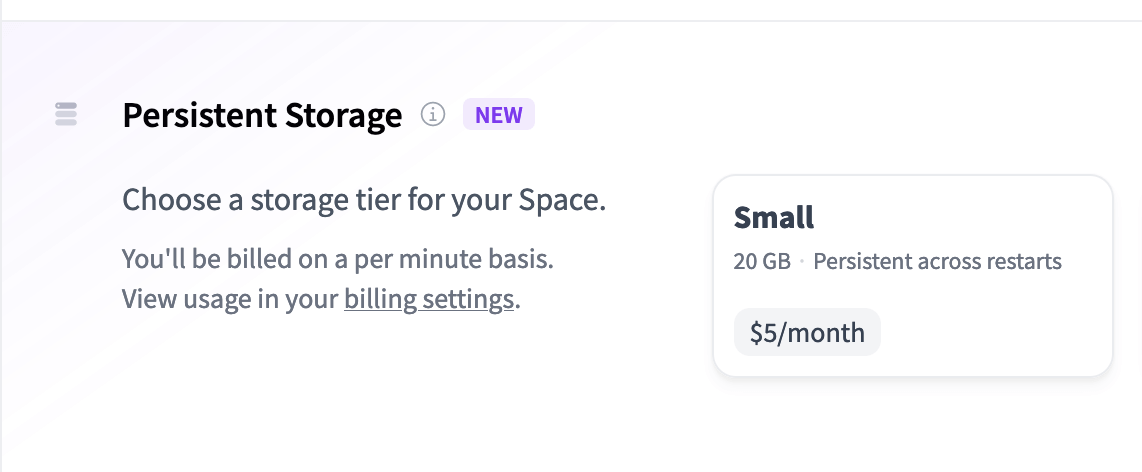 Persistent Storage NEW
Choose a storage tier for your Space.
You'll be billed on a per minute basis.
View usage in your billing settings.
Small
20 GB · Persistent across restarts
$5/month